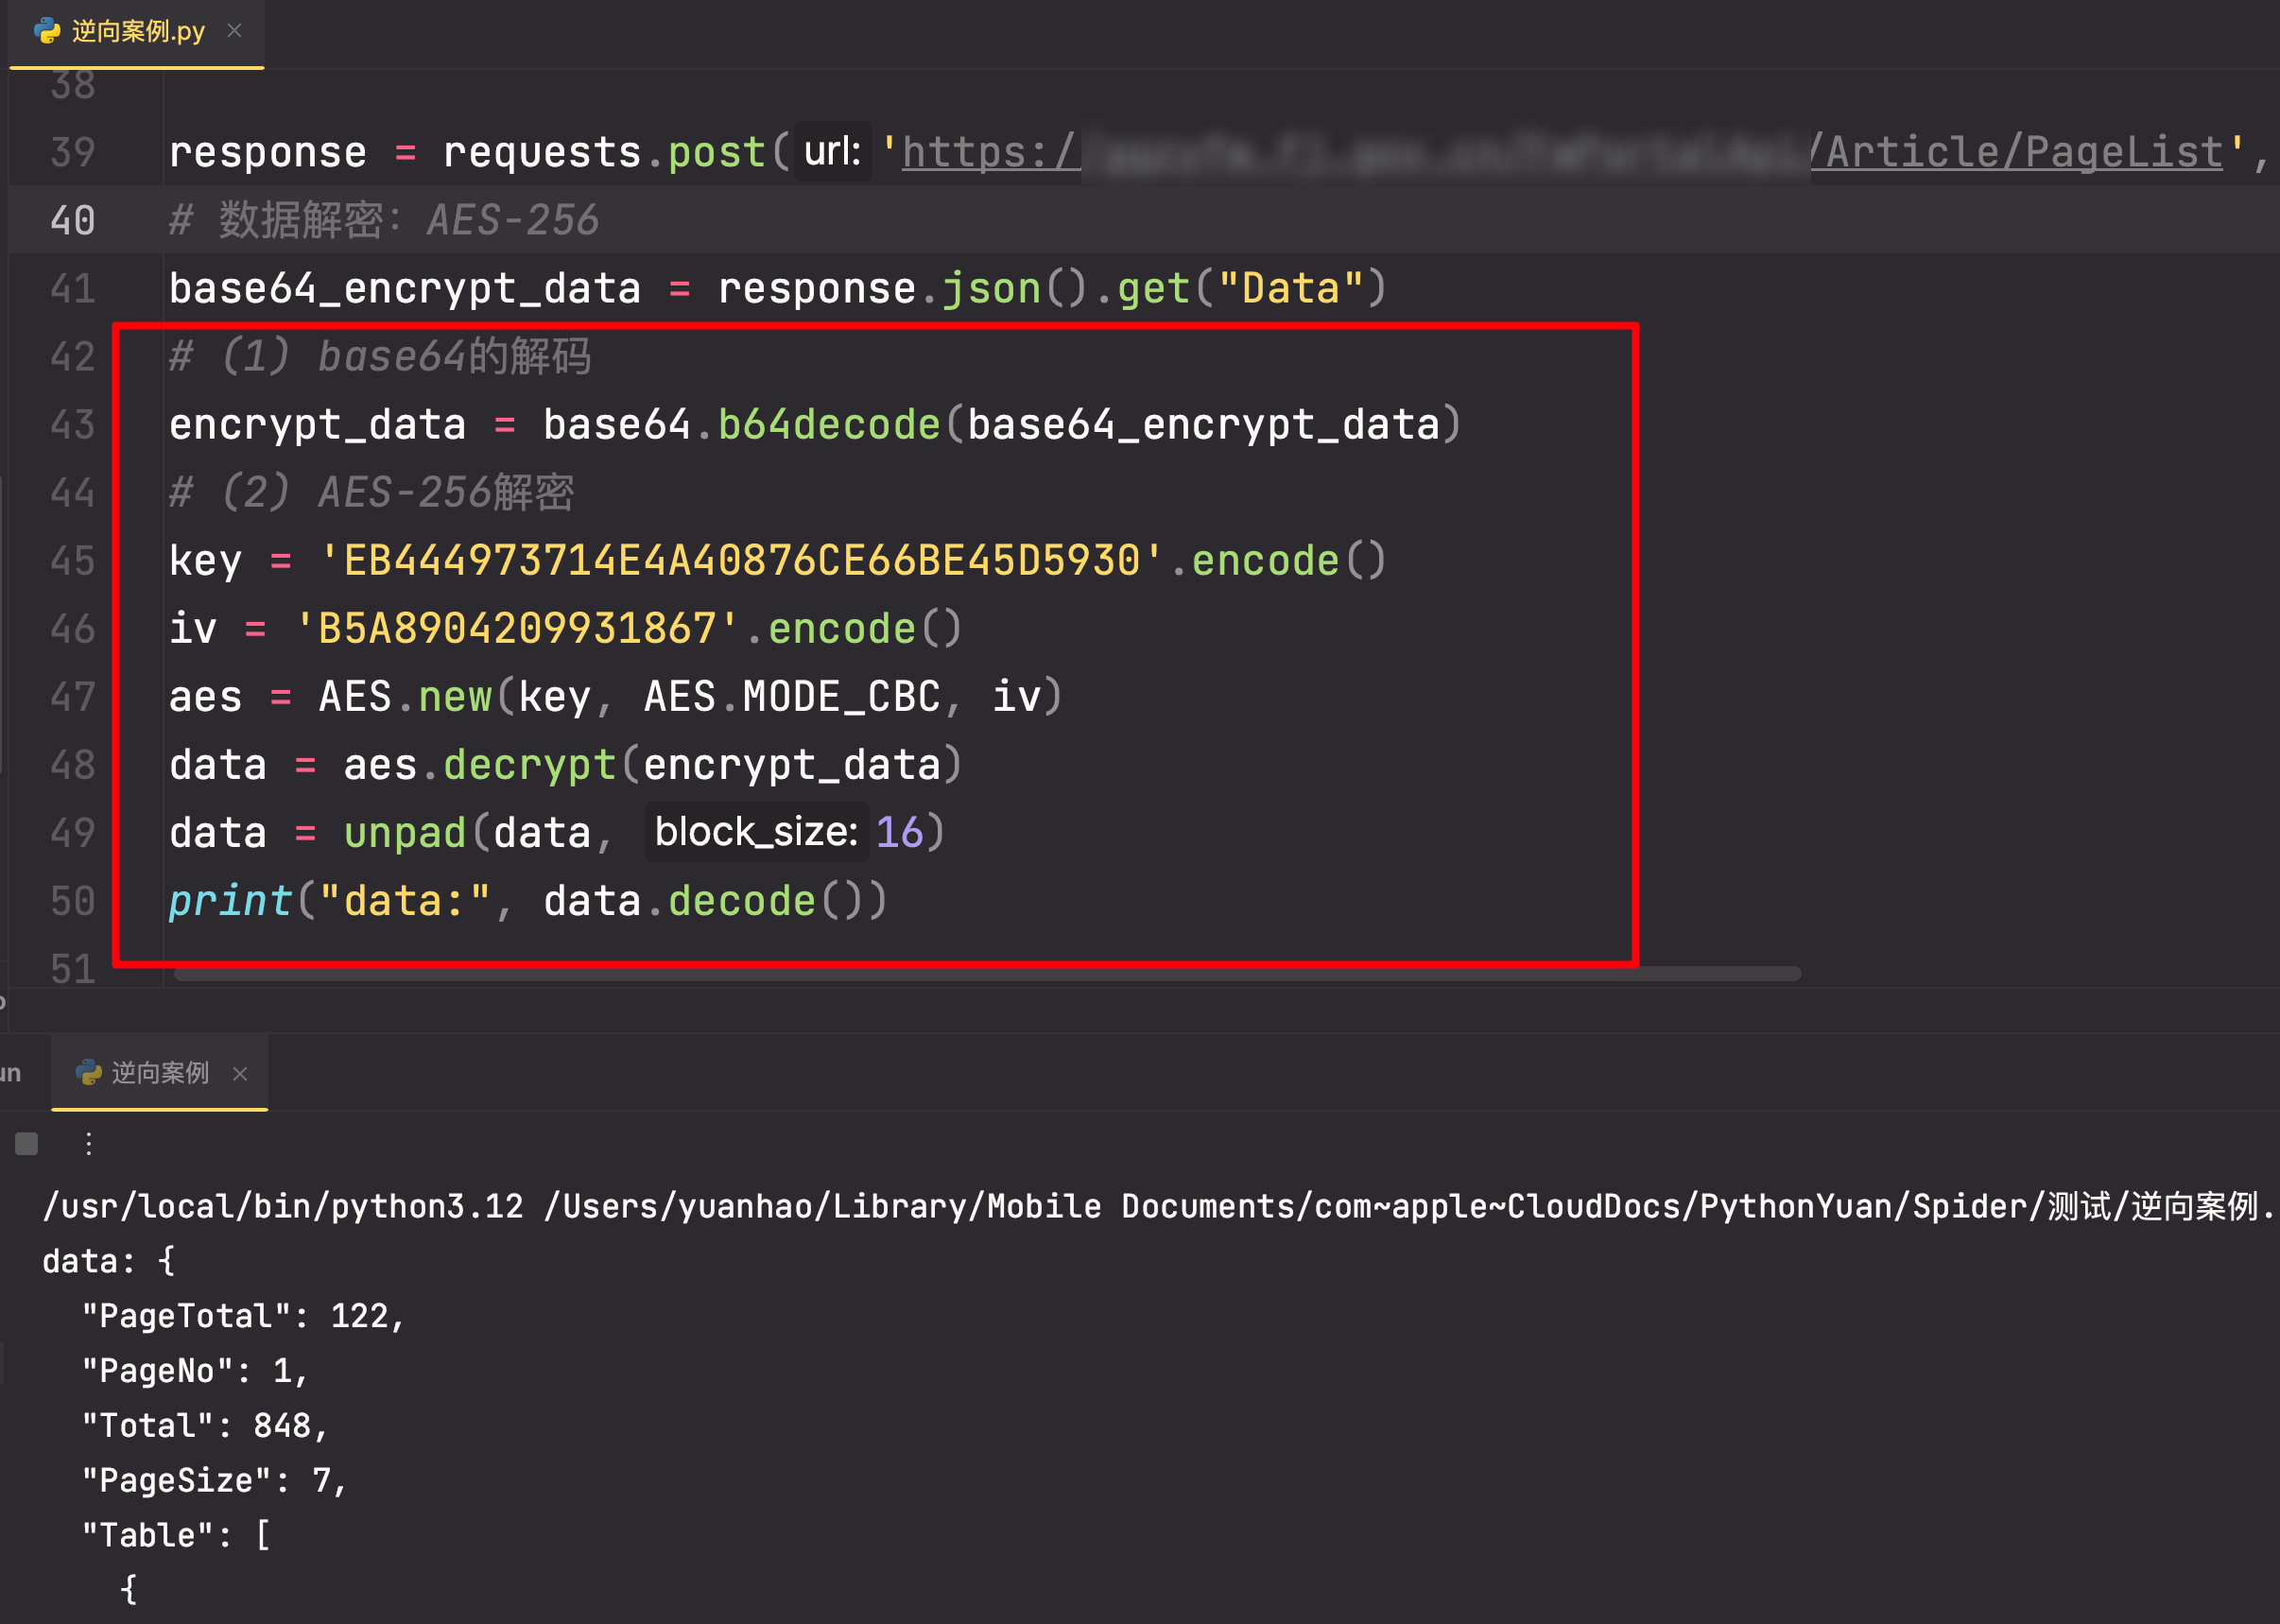 逆向案例.py ×
38
39 response = requests.post( url: 'https:/ /Article/PageList',
40 # 数据解密：AES-256
41 base64_encrypt_data = response.json().get("Data")
42 # (1) base64的解码
43 encrypt_data = base64.b64decode(base64_encrypt_data)
44 # (2) AES-256解密
45 key = 'EB444973714E4A40876CE66BE45D5930'.encode()
46 iv = 'B5A8904209931867'.encode()
47 aes = AES.new(key, AES.MODE_CBC, iv)
48 data = aes.decrypt(encrypt_data)
49 data = unpad(data, block_size: 16)
50 print("data:", data.decode())
51
un 逆向案例 ×
/usr/local/bin/python3.12 /Users/yuanhao/Library/Mobile Documents/com~apple~CloudDocs/PythonYuan/Spider/测试/逆向案例.
data: {
"PageTotal": 122,
"PageNo": 1,
"Total": 848,
"PageSize": 7,
"Table": [
{